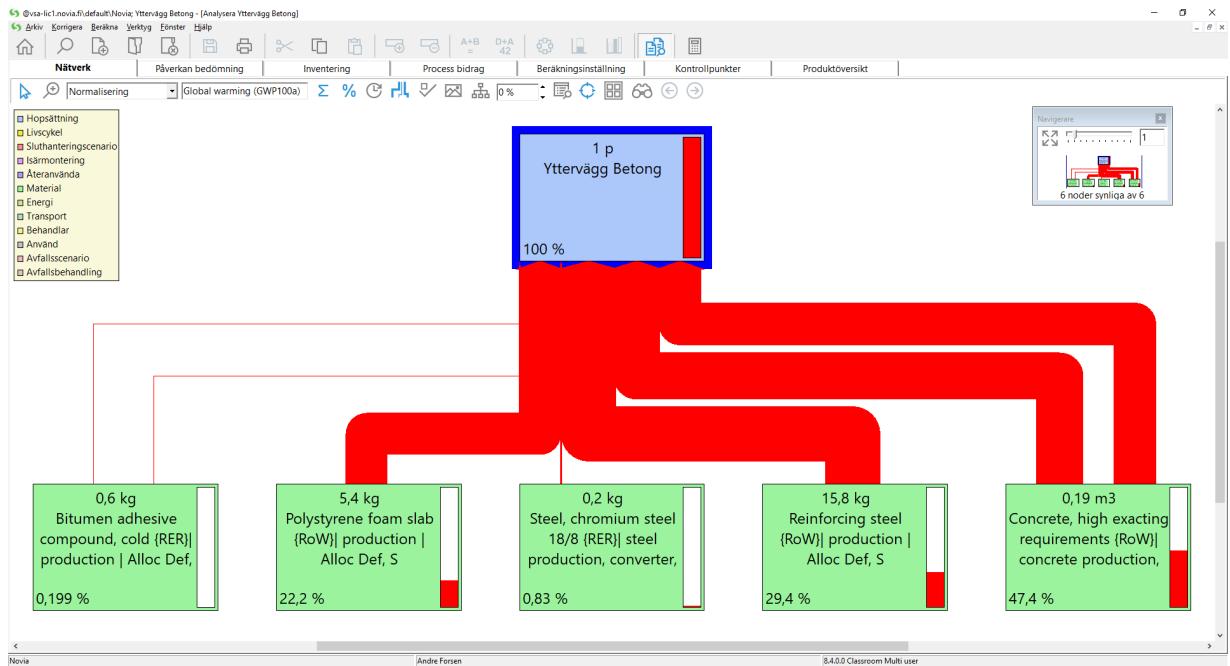 @vsa-lic1.novia.fi\default\Novia; Yttervägg Betong - [Analysera Yttervägg Betong]
Arkiv Korrigera Beräkna Verktyg Fönster Hjälp
A+B
=
D+A
42
Nätverk Påverkan bedömning Inventering Process bidrag Beräkningsinställning Kontrollpunkter Produktöversikt
Normalisering Global warming (GWP100a) Σ % 0 %
Hopsättning
Livscykel
Sluthanteringscenario
Isärmontering
Återanvända
Material
Energi
Transport
Behandlar
Använd
Avfallsscenario
Avfallsbehandling
Navigerare
1
6 noder synliga av 6
1 p
Yttervägg Betong
100 %
0,6 kg
Bitumen adhesive
compound, cold {RER}|
production | Alloc Def,
0,199 %
5,4 kg
Polystyrene foam slab
{RoW}| production |
Alloc Def, S
22,2 %
0,2 kg
Steel, chromium steel
18/8 {RER}| steel
production, converter,
0,83 %
15,8 kg
Reinforcing steel
{RoW}| production |
Alloc Def, S
29,4 %
0,19 m3
Concrete, high exacting
requirements {RoW}|
concrete production,
47,4 %
Novia Andre Forsen 8.4.0.0 Classroom Multi user